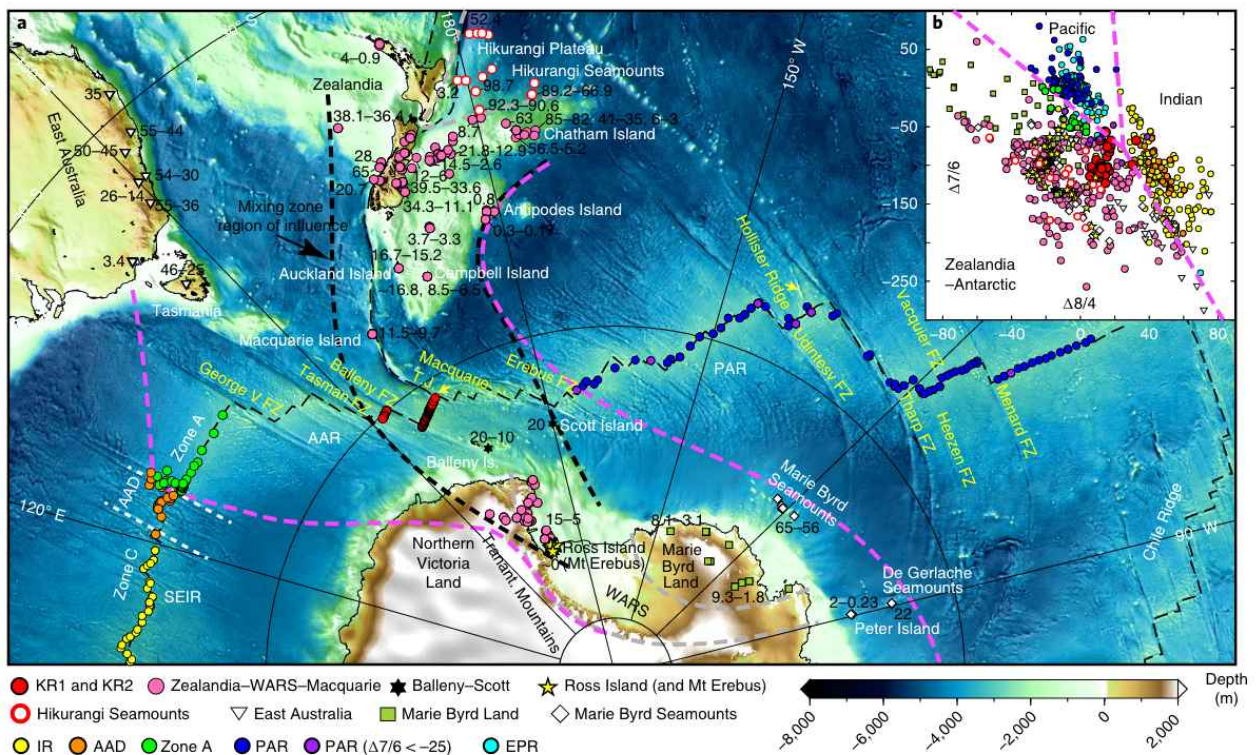 a
180°
52.4
Hikurangi Plateau
Hikurangi Seamounts
150° W
4–0.9
Zealandia
3.2
98.7
89.2–66.9
92.3–90.6
35
38.1–36.4
63
85–82, 41–35, 6–3
8.7
Chatham Island
East Australia
55–44
50–45
28
65
21.8–12.9
56.5–5.2
14.5–2.6
54–30
20.7
2–6
39.5–33.6
26–14
55–36
34.3–11.1
0.8
Antipodes Island
Mixing zone
region of influence
0.3–0.17
3.7–3.3
16.7–15.2
3.4
46–25
Auckland Island
Campbell Island
~16.8, 8.5–6.5
Tasmania
Hollister Ridge
Macquarie Island
11.5–9.7
Vacquier FZ
George V FZ
Tasman FZ
Balleny FZ
T.J.
Macquarie
Erebus FZ
PAR
Udintesv FZ
Tharp FZ
Heezen FZ
Menard FZ
Zone A
AAR
20
Scott Island
20–10
Balleny Is.
AAD
120° E
Marie Byrd
Seamounts
65–56
Chile Ridge
90° W
Zone C
SEIR
15–5
Northern
Victoria
Land
Tranant. Mountains
Ross Island
(Mt Erebus)
0
8.1–3.1
Marie
Byrd
Land
WARS
9.3–1.8
De Gerlache
Seamounts
2–0.23
22
Peter Island
b
Pacific
Indian
Zealandia
–Antarctic
50
−50
−150
−250
Δ7/6
Δ8/4
−80
−40
0
40
80
KR1 and KR2
Zealandia–WARS–Macquarie
Balleny–Scott
Ross Island (and Mt Erebus)
Hikurangi Seamounts
East Australia
Marie Byrd Land
Marie Byrd Seamounts
IR
AAD
Zone A
PAR
PAR (Δ7/6 < −25)
EPR
Depth
(m)
−8,000
−6,000
−4,000
−2,000
0
2,000